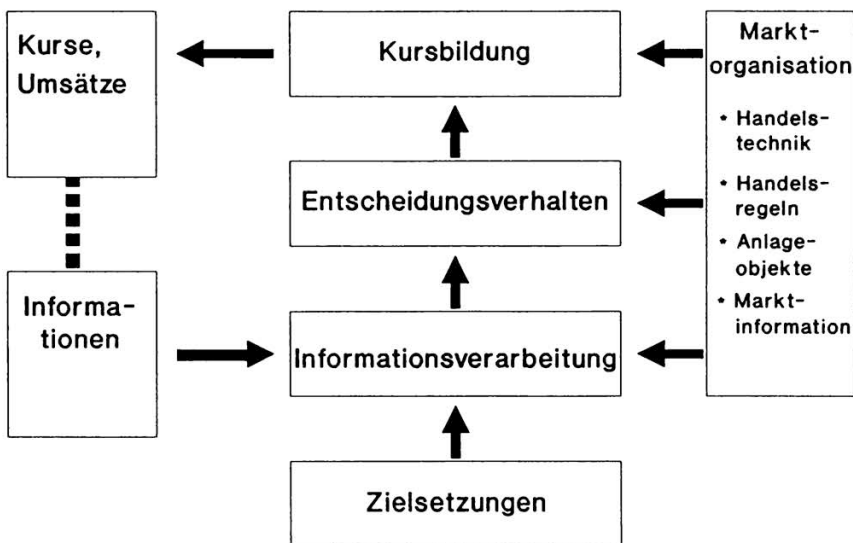 Kurse,
Umsätze
Kursbildung
Markt-
organisation
* Handels-
technik
* Handels-
regeln
* Anlage-
objekte
* Markt-
information
Entscheidungsverhalten
Informa-
tionen
Informationsverarbeitung
Zielsetzungen